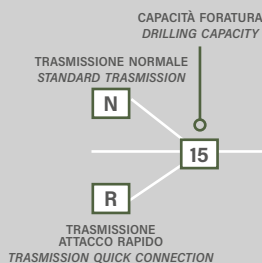 CAPACITÀ FORATURA
DRILLING CAPACITY
TRASMISSIONE NORMALE
STANDARD TRASMISSION
N
15
R
TRASMISSIONE
ATTACCO RAPIDO
TRASMISSION QUICK CONNECTION